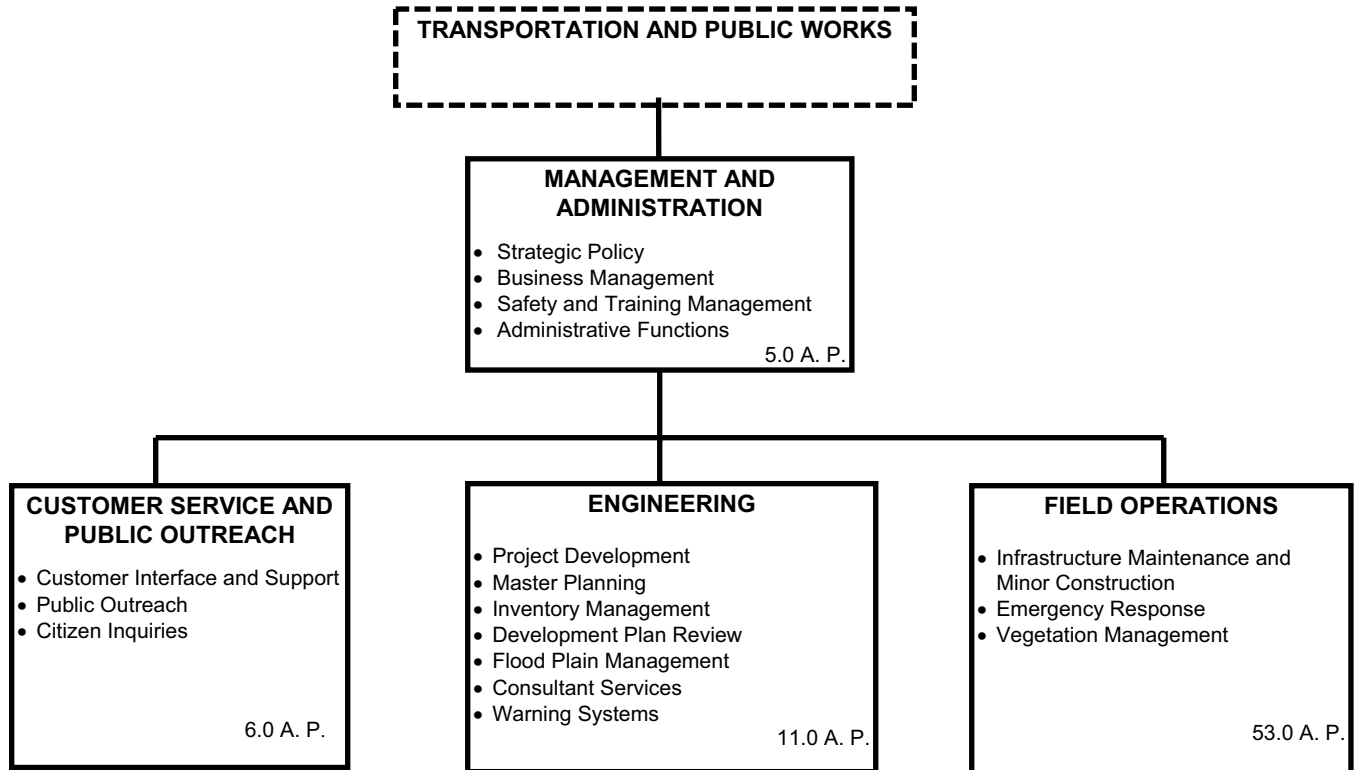 TRANSPORTATION AND PUBLIC WORKS
MANAGEMENT AND
ADMINISTRATION
• Strategic Policy
• Business Management
• Safety and Training Management
• Administrative Functions
5.0 A. P.
CUSTOMER SERVICE AND
PUBLIC OUTREACH
• Customer Interface and Support
• Public Outreach
• Citizen Inquiries
6.0 A. P.
ENGINEERING
• Project Development
• Master Planning
• Inventory Management
• Development Plan Review
• Flood Plain Management
• Consultant Services
• Warning Systems
11.0 A. P.
FIELD OPERATIONS
• Infrastructure Maintenance and
Minor Construction
• Emergency Response
• Vegetation Management
53.0 A. P.